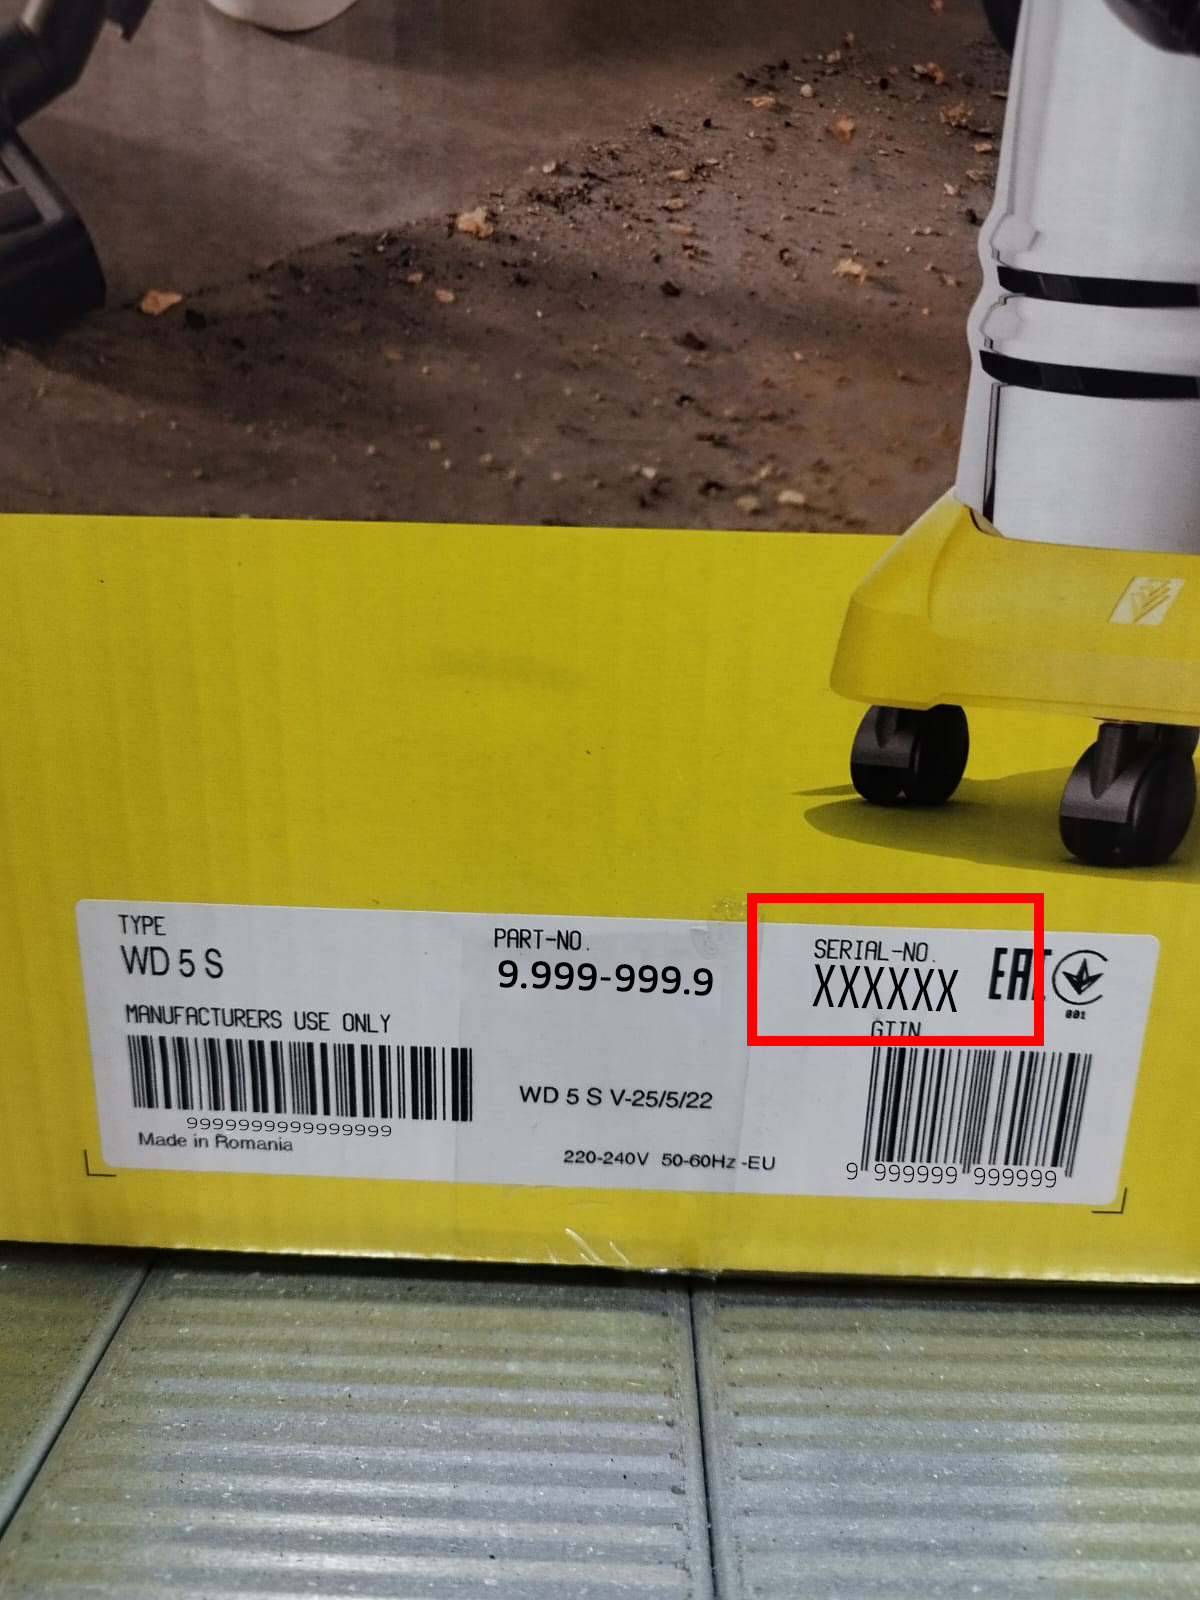 TYPE
WD 5 S
PART-NO.
9.999-999.9
SERIAL-NO.
XXXXXX
EAC
001
MANUFACTURERS USE ONLY
GTIN
9999999999999999
WD 5 S V-25/5/22
Made in Romania
220-240V 50-60Hz -EU
9 999999 999999